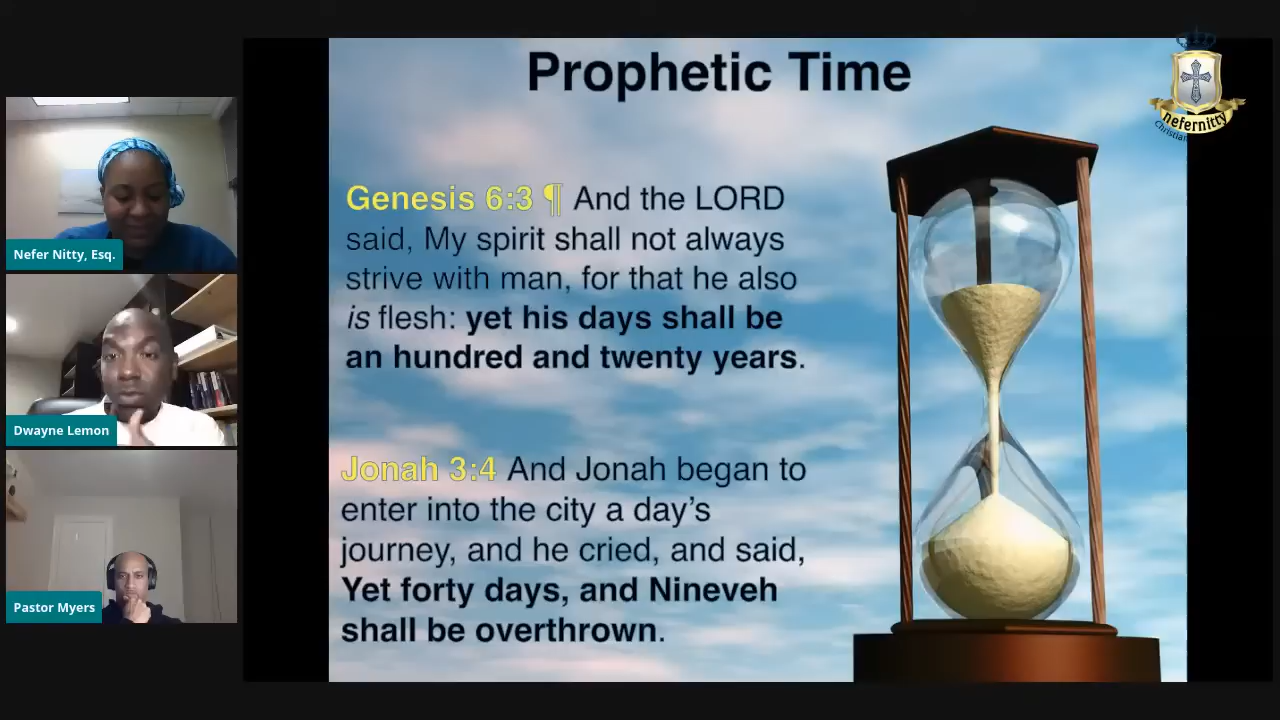 Prophetic Time
nefernitty
Christian
Nefer Nitty, Esq.
Dwayne Lemon
Pastor Myers
Genesis 6:3 ¶ And the LORD
said, My spirit shall not always
strive with man, for that he also
is flesh: yet his days shall be
an hundred and twenty years.
Jonah 3:4 And Jonah began to
enter into the city a day’s
journey, and he cried, and said,
Yet forty days, and Nineveh
shall be overthrown.